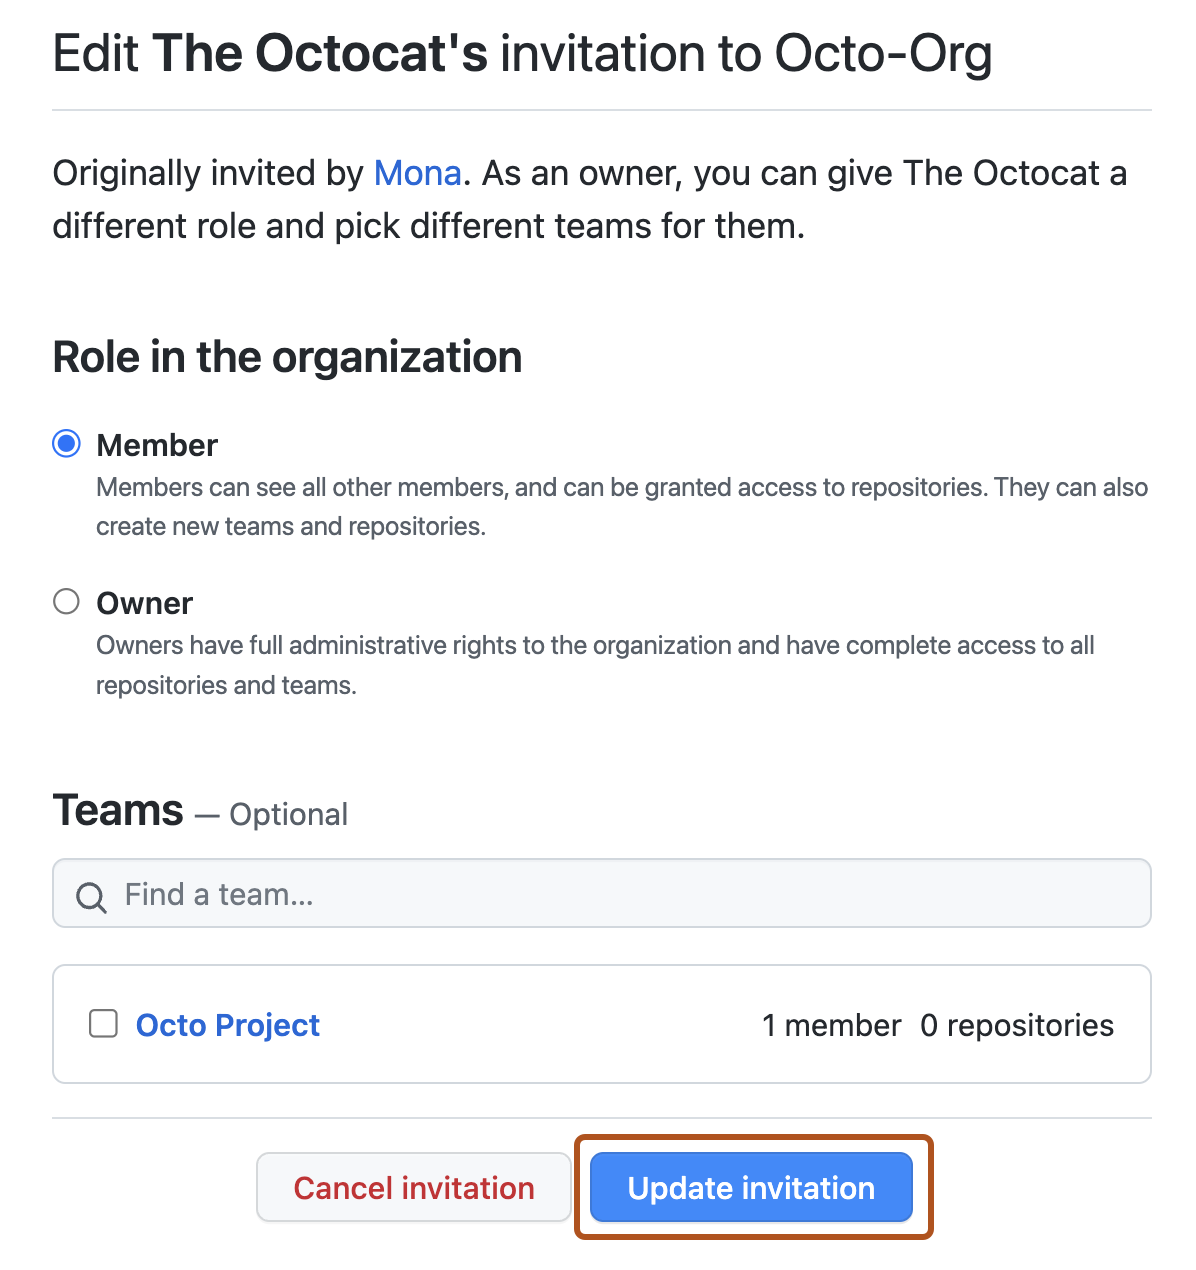 Edit The Octocat's invitation to Octo-Org
Originally invited by Mona. As an owner, you can give The Octocat a
different role and pick different teams for them.
Role in the organization
Member
Members can see all other members, and can be granted access to repositories. They can also
create new teams and repositories.
Owner
Owners have full administrative rights to the organization and have complete access to all
repositories and teams.
Teams — Optional
Find a team...
Octo Project 1 member 0 repositories
Cancel invitation Update invitation